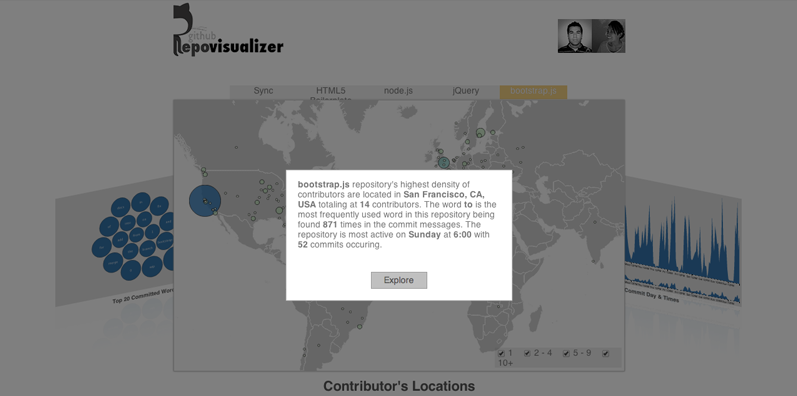 github
Repovisualizer
Sync
HTML5
node.js
jQuery
bootstrap.js
bootstrap.js repository's highest density of
contributors are located in San Francisco, CA,
USA totaling at 14 contributors. The word to is the
most frequently used word in this repository being
found 871 times in the commit messages. The
repository is most active on Sunday at 6:00 with
52 commits occuring.
Explore
Top 20 Committed Wor
Commit Day & Times
1 2 - 4 5 - 9
10+
Contributor's Locations